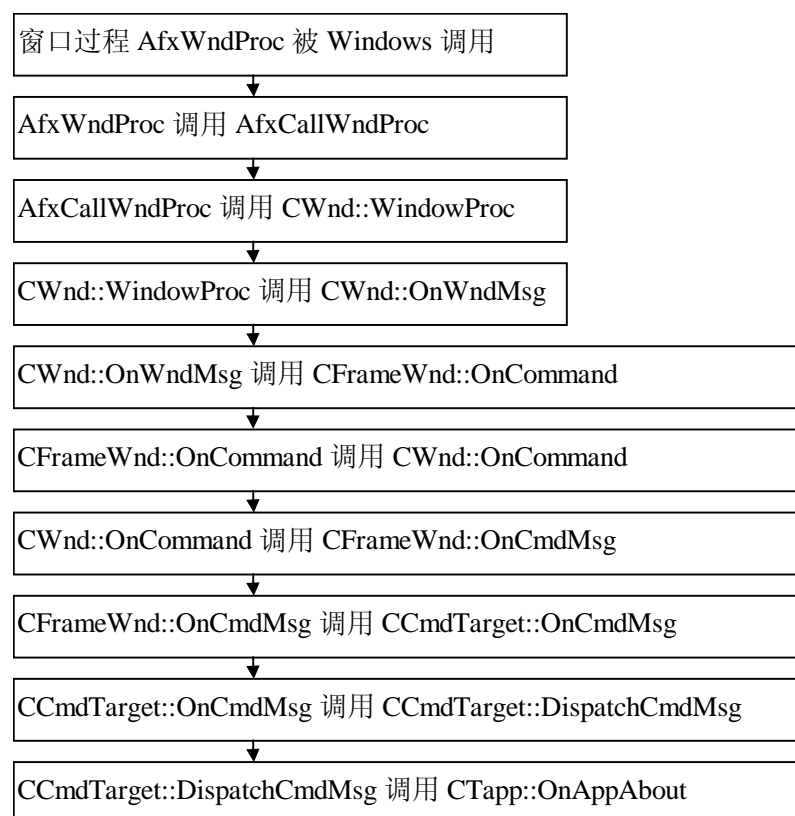 窗口过程 AfxWndProc 被 Windows 调用
AfxWndProc 调用 AfxCallWndProc
AfxCallWndProc 调用 CWnd::WindowProc
CWnd::WindowProc 调用 CWnd::OnWndMsg
CWnd::OnWndMsg 调用 CFrameWnd::OnCommand
CFrameWnd::OnCommand 调用 CWnd::OnCommand
CWnd::OnCommand 调用 CFrameWnd::OnCmdMsg
CFrameWnd::OnCmdMsg 调用 CCmdTarget::OnCmdMsg
CCmdTarget::OnCmdMsg 调用 CCmdTarget::DispatchCmdMsg
CCmdTarget::DispatchCmdMsg 调用 CTapp::OnAppAbout